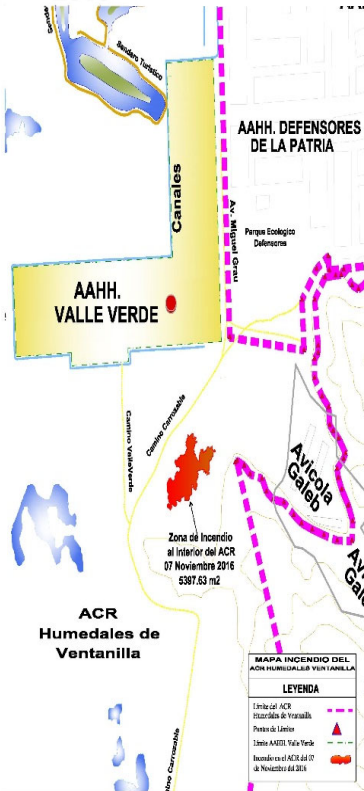 Sendero Turistico
AAHH. DEFENSORES
DE LA PATRIA
Canales
Av. Miguel Grau
Parque Ecologico
Defensores
AAHH.
VALLE VERDE
Camino ValleVerde
Camino Carrozable
Avicola
Galeb
Zona de Incendio
al Interior del ACR
07 Noviembre 2016
5397.63 m2
ACR
Humedales de
Ventanilla
MAPA INCENDIO DEL
ACR HUMEDALES VENTANILLA
LEYENDA
Límite del ACR
Humedales de Ventanilla
Puntos de Límites
Límite AAHH. Valle Verde
Incendio en el ACR del 07
de Noviembre del 2016
Carrozable